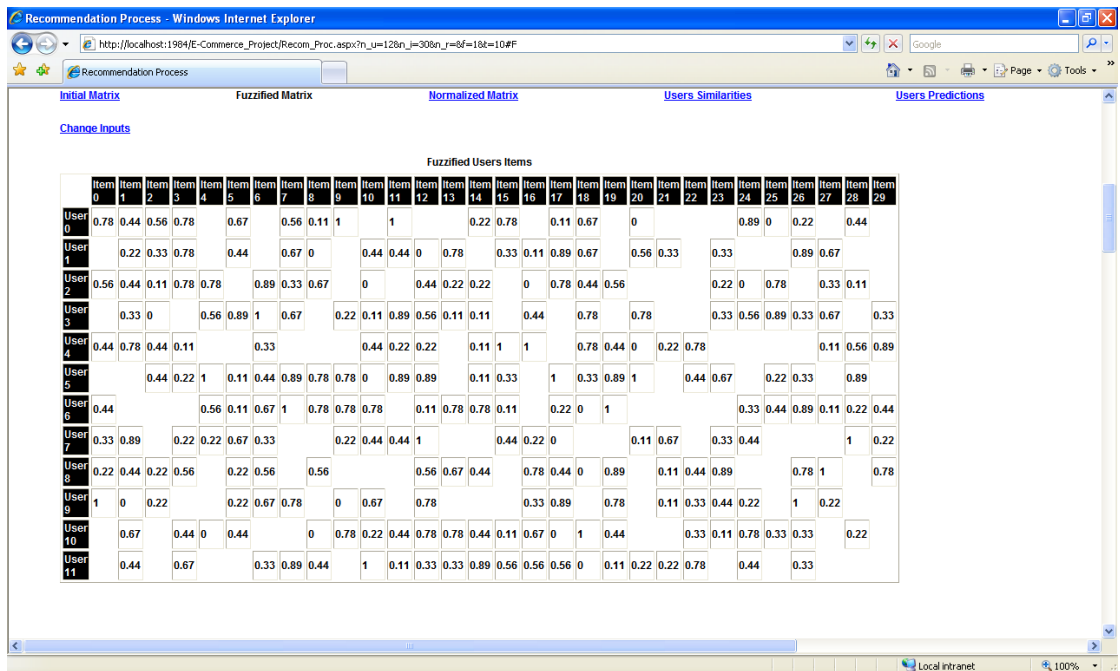 Recommendation Process - Windows Internet Explorer
http://localhost:1984/E-Commerce_Project/Recom_Proc.aspx?n_u=12&n_i=30&n_r=&f=1&t=10#F
Google
Recommendation Process
Page
Tools
Initial Matrix Fuzzified Matrix Normalized Matrix Users Similarities Users Predictions
Change Inputs
Fuzzified Users Items
Item 0 Item 1 Item 2 Item 3 Item 4 Item 5 Item 6 Item 7 Item 8 Item 9 Item 10 Item 11 Item 12 Item 13 Item 14 Item 15 Item 16 Item 17 Item 18 Item 19 Item 20 Item 21 Item 22 Item 23 Item 24 Item 25 Item 26 Item 27 Item 28 Item 29
User 0 0.78 0.44 0.56 0.78 0.67 0.56 0.11 1 1 0.22 0.78 0.11 0.67 0 0.89 0 0.22 0.44
User 1 0.22 0.33 0.78 0.44 0.67 0 0.44 0.44 0 0.78 0.33 0.11 0.89 0.67 0.56 0.33 0.33 0.89 0.67
User 2 0.56 0.44 0.11 0.78 0.78 0.89 0.33 0.67 0 0.44 0.22 0.22 0 0.78 0.44 0.56 0.22 0 0.78 0.33 0.11
User 3 0.33 0 0.56 0.89 1 0.67 0.22 0.11 0.89 0.56 0.11 0.11 0.44 0.78 0.78 0.33 0.56 0.89 0.33 0.67 0.33
User 4 0.44 0.78 0.44 0.11 0.33 0.44 0.22 0.22 0.11 1 1 0.78 0.44 0 0.22 0.78 0.11 0.56 0.89
User 5 0.44 0.22 1 0.11 0.44 0.89 0.78 0.78 0 0.89 0.89 0.11 0.33 1 0.33 0.89 1 0.44 0.67 0.22 0.33 0.89
User 6 0.44 0.56 0.11 0.67 1 0.78 0.78 0.78 0.11 0.78 0.78 0.11 0.22 0 1 0.33 0.44 0.89 0.11 0.22 0.44
User 7 0.33 0.89 0.22 0.22 0.67 0.33 0.22 0.44 0.44 1 0.44 0.22 0 0.11 0.67 0.33 0.44 1 0.22
User 8 0.22 0.44 0.22 0.56 0.22 0.56 0.56 0.56 0.67 0.44 0.78 0.44 0 0.89 0.11 0.44 0.89 0.78 1 0.78
User 9 1 0 0.22 0.22 0.67 0.78 0 0.67 0.78 0.33 0.89 0.78 0.11 0.33 0.44 0.22 1 0.22
User 10 0.67 0.44 0 0.44 0 0.78 0.22 0.44 0.78 0.78 0.44 0.11 0.67 0 1 0.44 0.33 0.11 0.78 0.33 0.33 0.22
User 11 0.44 0.67 0.33 0.89 0.44 1 0.11 0.33 0.33 0.89 0.56 0.56 0.56 0 0.11 0.22 0.22 0.78 0.44 0.33
Local intranet
100%